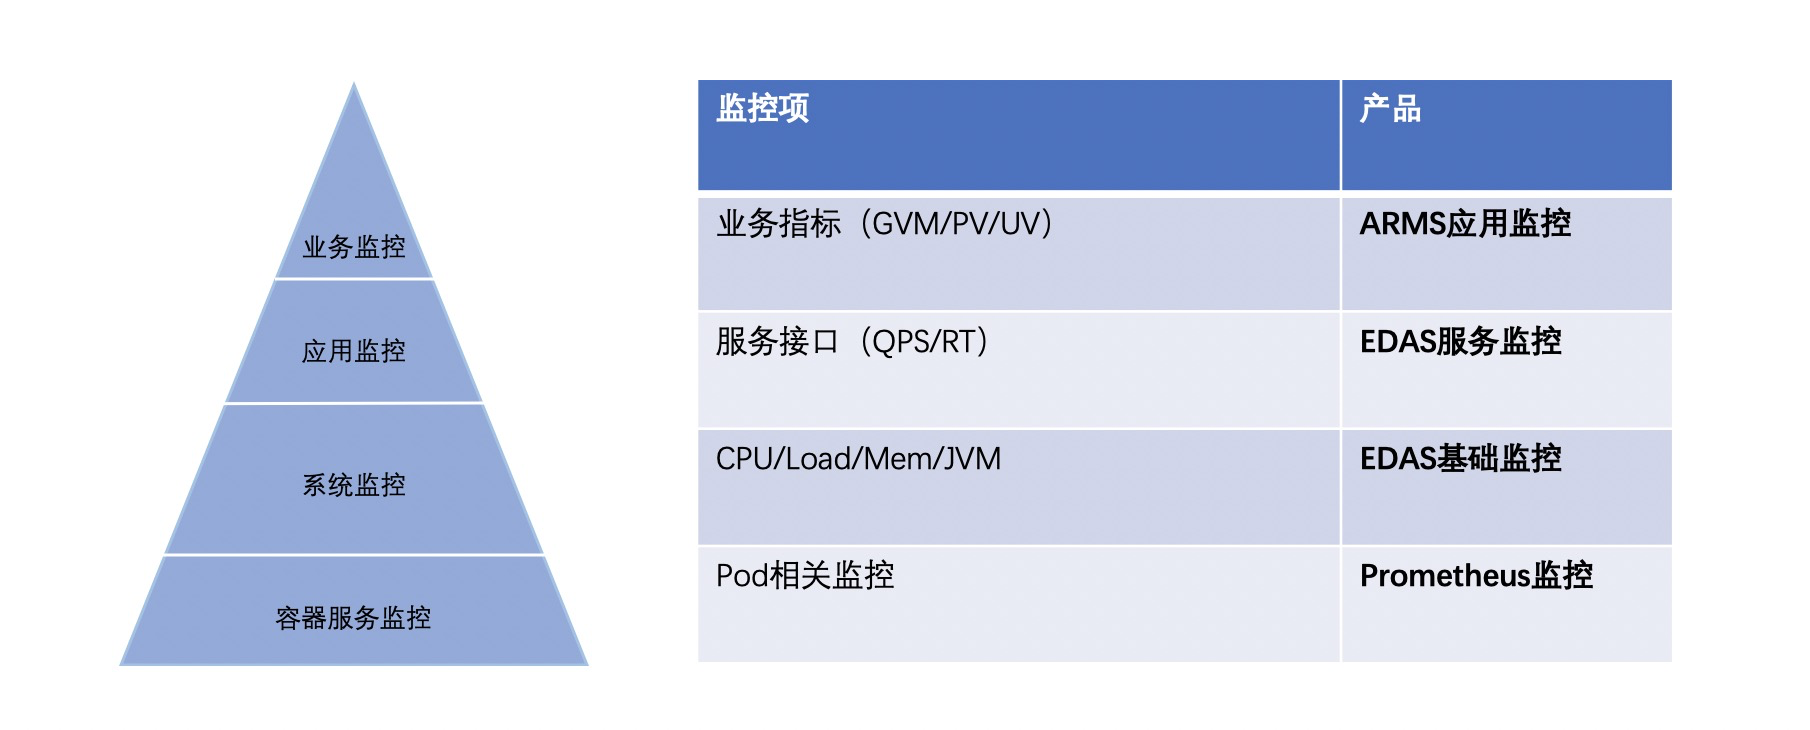 业务监控
应用监控
系统监控
容器服务监控
监控项 产品
业务指标（GVM/PV/UV） ARMS应用监控
服务接口（QPS/RT） EDAS服务监控
CPU/Load/Mem/JVM EDAS基础监控
Pod相关监控 Prometheus监控